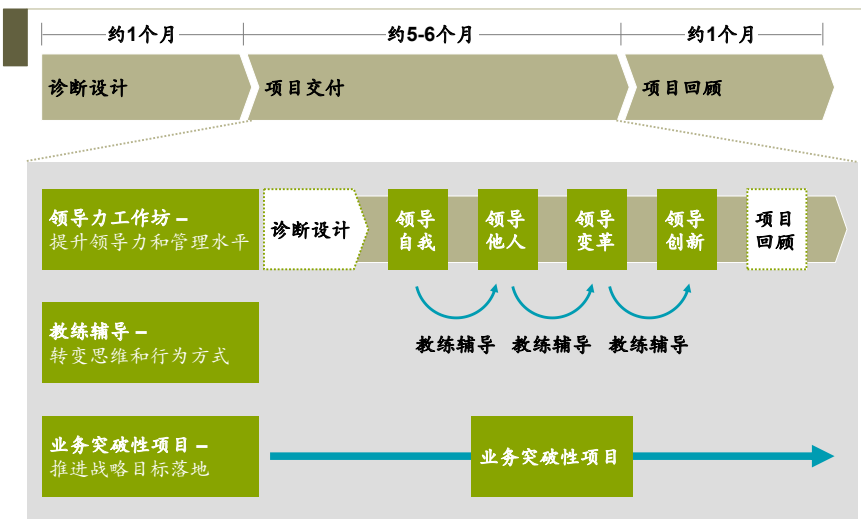 约1个月
约5-6个月
约1个月
诊断设计
项目交付
项目回顾
领导力工作坊 –
提升领导力和管理水平
诊断设计
领导
自我
领导
他人
领导
变革
领导
创新
项目
回顾
教练辅导 –
转变思维和行为方式
教练辅导
教练辅导
教练辅导
业务突破性项目 –
推进战略目标落地
业务突破性项目